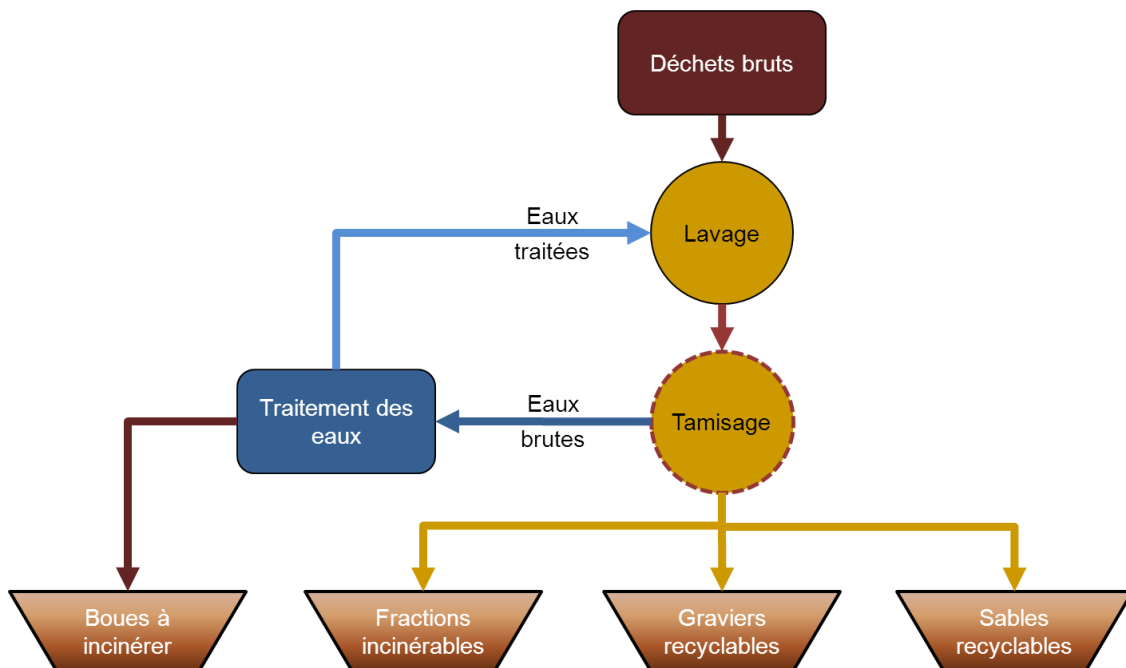 Déchets bruts
Eaux
traitées
Lavage
Traitement des
eaux
Eaux
brutes
Tamisage
Boues à
incinérer
Fractions
incinérables
Graviers
recyclables
Sables
recyclables